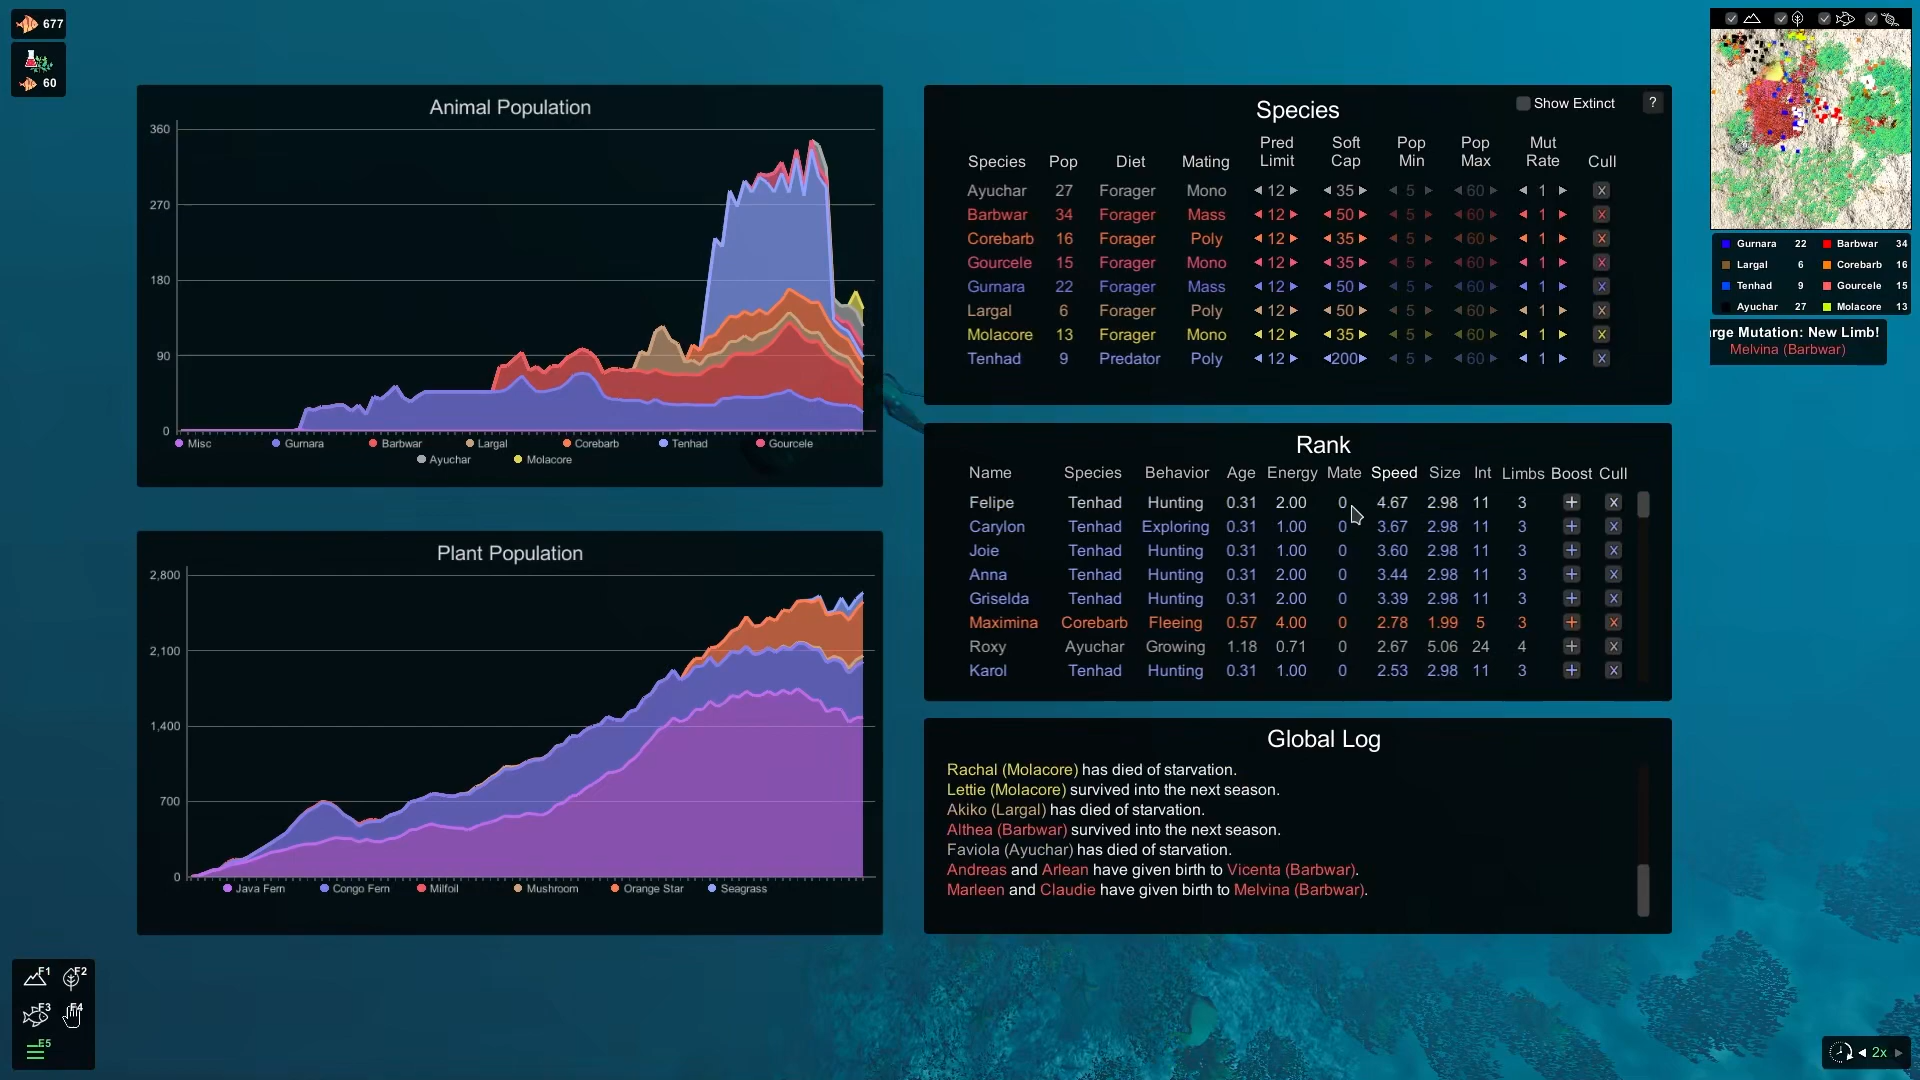 677
60
Animal Population
360
270
180
90
0
Misc Gurnara Barbwar Largal Corebarb Tenhad Gourcele
Ayuchar Molacore
Plant Population
2,800
2,100
1,400
700
0
Java Fern Congo Fern Milfoil Mushroom Orange Star Seagrass
F1 F2
F3 F4
F5
Species
Show Extinct
?
Species Pop Diet Mating Pred Limit Soft Cap Pop Min Pop Max Mut Rate Cull
Ayuchar 27 Forager Mono 12 35 5 60 1 X
Barbwar 34 Forager Mass 12 50 5 60 1 X
Corebarb 16 Forager Poly 12 35 5 60 1 X
Gourcele 15 Forager Mono 12 35 5 60 1 X
Gurnara 22 Forager Mass 12 50 5 60 1 X
Largal 6 Forager Poly 12 50 5 60 1 X
Molacore 13 Forager Mono 12 35 5 60 1 X
Tenhad 9 Predator Poly 12 200 5 60 1 X
Rank
Name Species Behavior Age Energy Mate Speed Size Int Limbs Boost Cull
Felipe Tenhad Hunting 0.31 2.00 0 4.67 2.98 11 3 + X
Carylon Tenhad Exploring 0.31 1.00 0 3.67 2.98 11 3 + X
Joie Tenhad Hunting 0.31 1.00 0 3.60 2.98 11 3 + X
Anna Tenhad Hunting 0.31 2.00 0 3.44 2.98 11 3 + X
Griselda Tenhad Hunting 0.31 2.00 0 3.39 2.98 11 3 + X
Maximina Corebarb Fleeing 0.57 4.00 0 2.78 1.99 5 3 + X
Roxy Ayuchar Growing 1.18 0.71 0 2.67 5.06 24 4 + X
Karol Tenhad Hunting 0.31 1.00 0 2.53 2.98 11 3 + X
Global Log
Rachal (Molacore) has died of starvation.
Lettie (Molacore) survived into the next season.
Akiko (Largal) has died of starvation.
Althea (Barbwar) survived into the next season.
Faviola (Ayuchar) has died of starvation.
Andreas and Arlean have given birth to Vicenta (Barbwar).
Marleen and Claudie have given birth to Melvina (Barbwar).
Gurnara 22 Barbwar 34
Largal 6 Corebarb 16
Tenhad 9 Gourcele 15
Ayuchar 27 Molacore 13
arge Mutation: New Limb!
Melvina (Barbwar)
2x